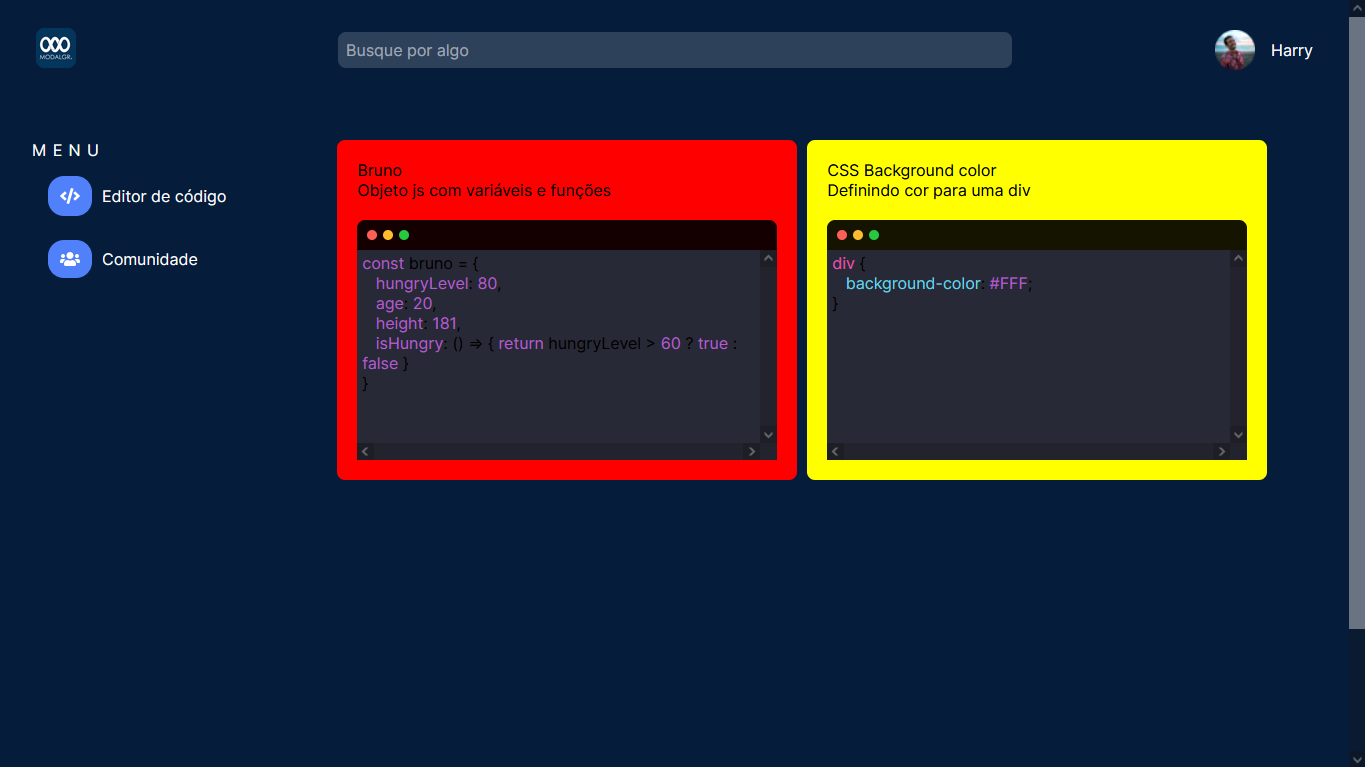 MODALGR.
Busque por algo
Harry
MENU
Editor de código
Comunidade
Bruno
Objeto js com variáveis e funções
const bruno = {
hungryLevel: 80,
age: 20,
height: 181,
isHungry: () => { return hungryLevel > 60 ? true :
false }
}
CSS Background color
Definindo cor para uma div
div {
background-color: #FFF;
}